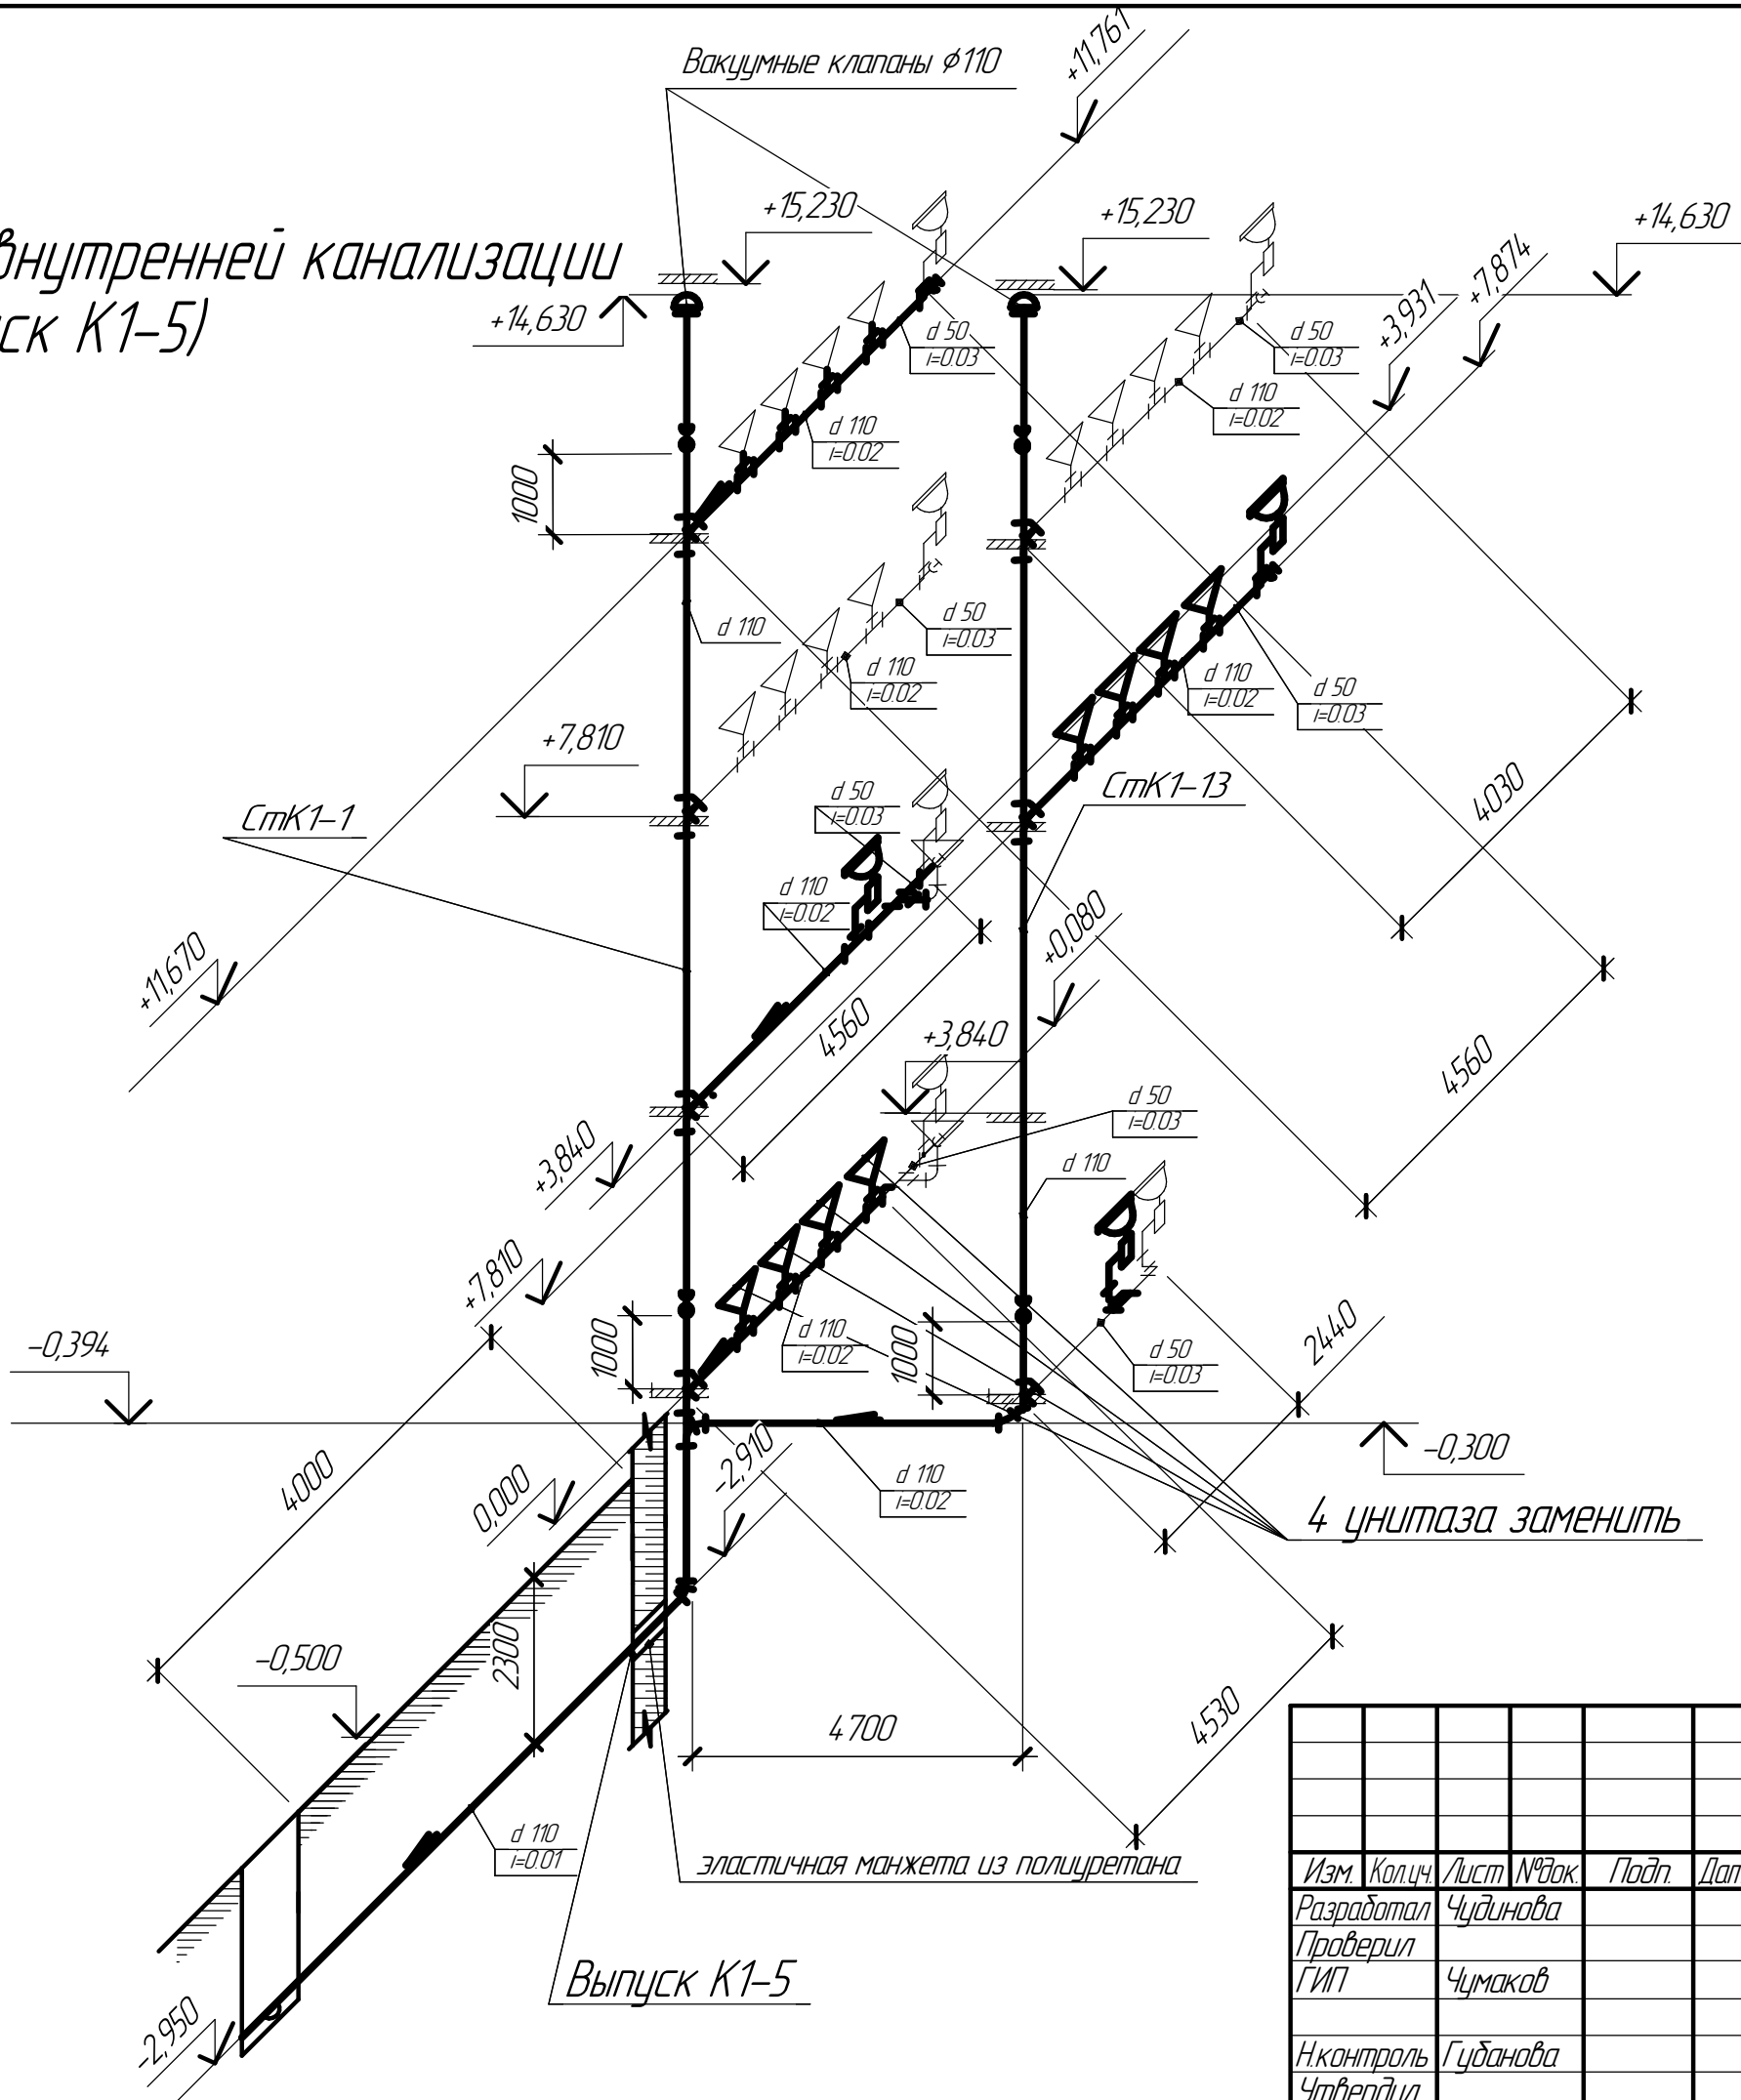 Вакуумные клапаны ϕ110
+11,761
+15,230
+15,230
+14,630
внутренней канализации
+7,874
+14,630
+3,931
ск К1-5)
d 50
i=0.03
d 50
i=0.03
d 110
i=0.02
d 110
i=0.02
1000
d 110
d 50
i=0.03
d 110
i=0.02
d 110
i=0.02
d 50
i=0.03
+7,810
СтК1-1
d 50
i=0.03
СтК1-13
4030
d 110
i=0.02
+0,080
+11,670
4560
+3,840
4560
d 50
i=0.03
+3,840
d 110
+7,810
-0,394
1000
d 110
i=0.02
1000
d 50
i=0.03
2440
4000
0,000
-2,910
d 110
i=0.02
-0,300
4 унитаза заменить
-0,500
2300
4700
4530
d 110
i=0.01
эластичная манжета из полиуретана
Выпуск К1-5
-2,950
Изм. Кол.уч. Лист №док. Подп. Дат
Разработал Чудинова
Проверил
ГИП Чумаков
Н.контроль Губанова
Утвердил